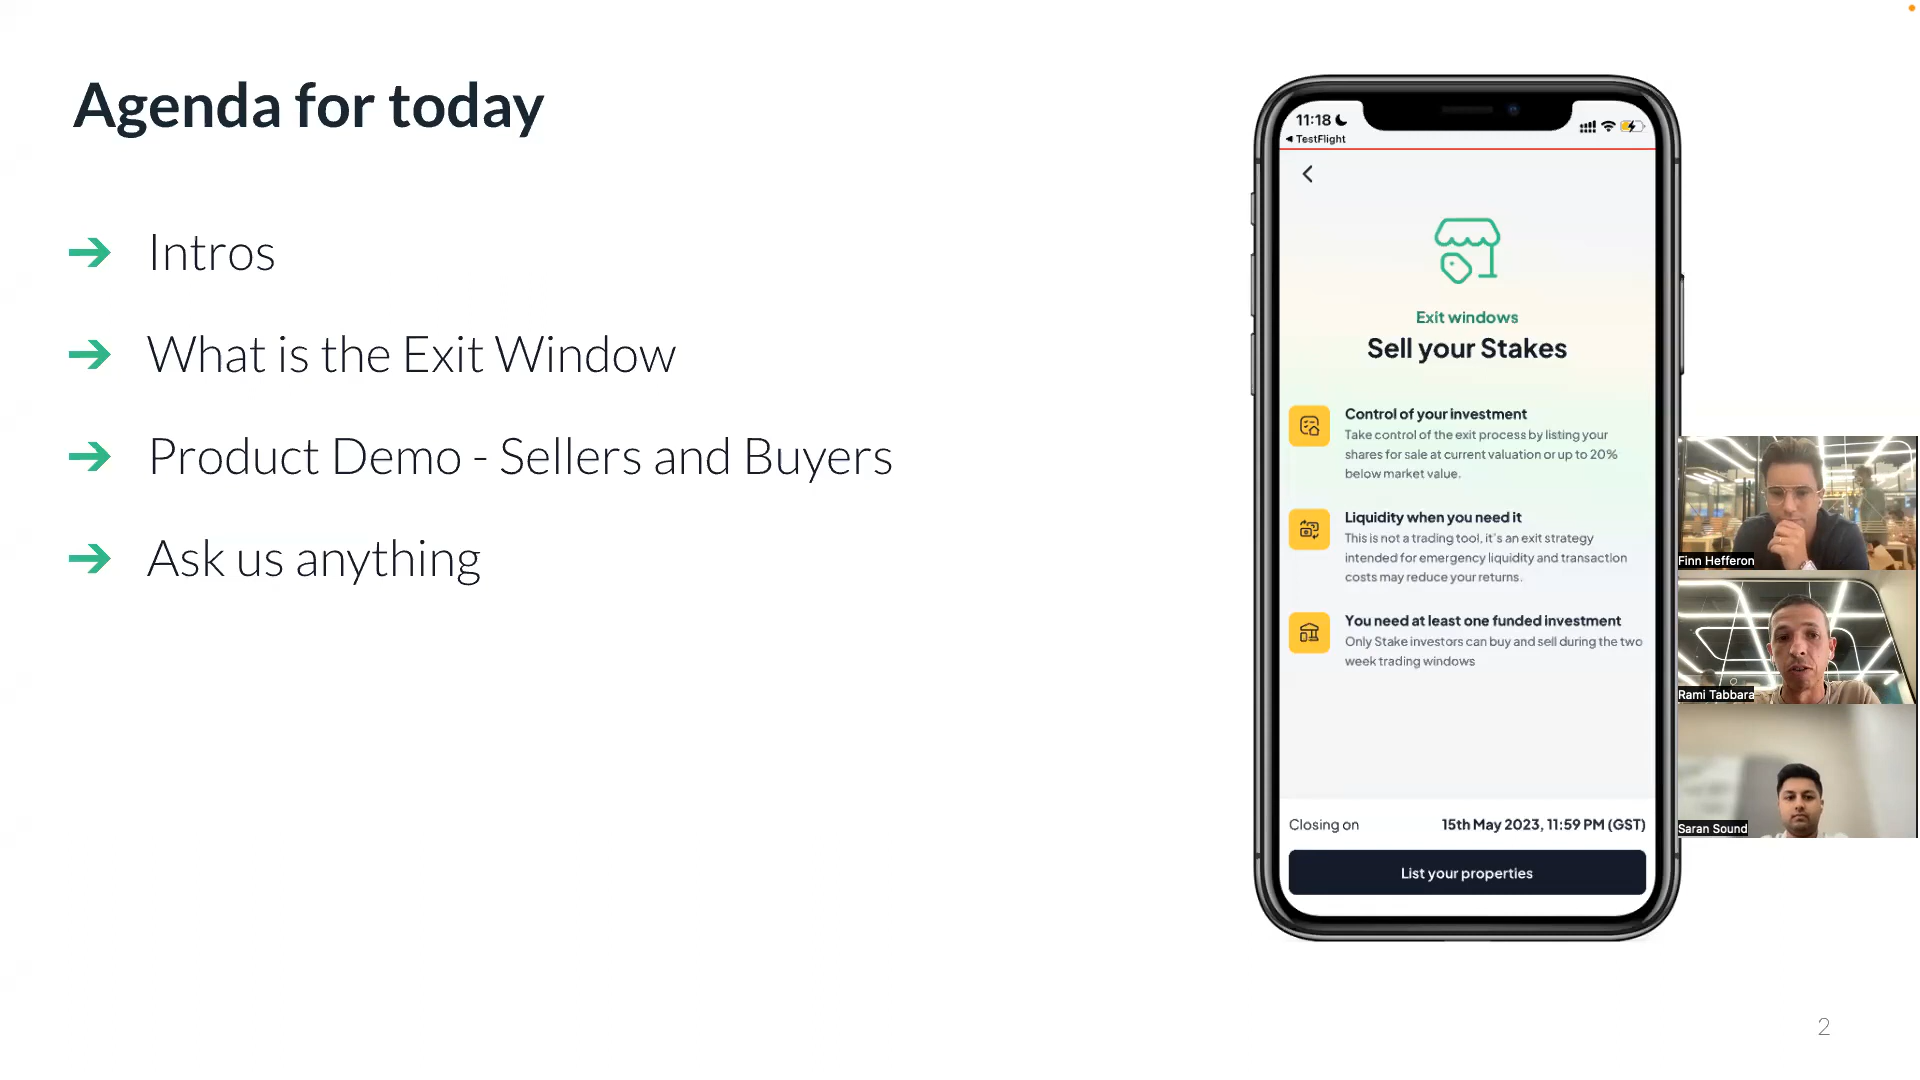 Agenda for today
➔ Intros
➔ What is the Exit Window
➔ Product Demo - Sellers and Buyers
➔ Ask us anything
11:18
◀ TestFlight
Exit windows
Sell your Stakes
Control of your investment
Take control of the exit process by listing your
shares for sale at current valuation or up to 20%
below market value.
Liquidity when you need it
This is not a trading tool, it's an exit strategy
intended for emergency liquidity and transaction
costs may reduce your returns.
You need at least one funded investment
Only Stake investors can buy and sell during the two
week trading windows
Closing on 15th May 2023, 11:59 PM (GST)
List your properties
Finn Hefferon
Rami Tabbara
Saran Sound
2